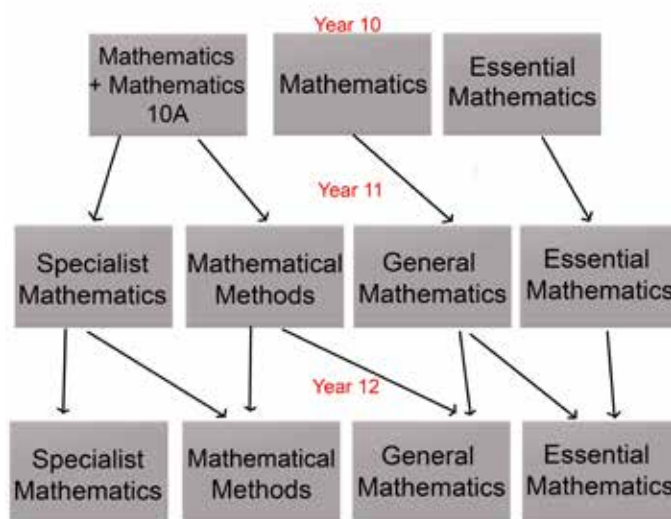 Year 10
Mathematics
+ Mathematics
10A
Mathematics
Essential
Mathematics
Year 11
Specialist
Mathematics
Mathematical
Methods
General
Mathematics
Essential
Mathematics
Year 12
Specialist
Mathematics
Mathematical
Methods
General
Mathematics
Essential
Mathematics